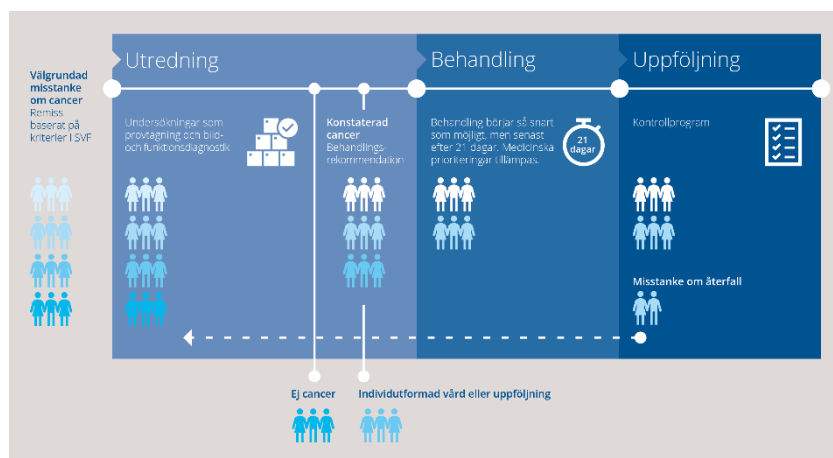 Välgrundad
misstanke
om cancer
Remiss
baserat på
kriterier i SVF
Utredning
Undersökningar som
provtagning och bild-
och funktionsdiagnostik
Konstaterad
cancer
Behandlings-
rekommendation
Behandling
Behandling börjar så snart
som möjligt, men senast
efter 21 dagar. Medicinska
prioriteringar tillämpas.
21
dagar
Uppföljning
Kontrollprogram
Misstanke om återfall
Ej cancer
Individutformad vård eller uppföljning